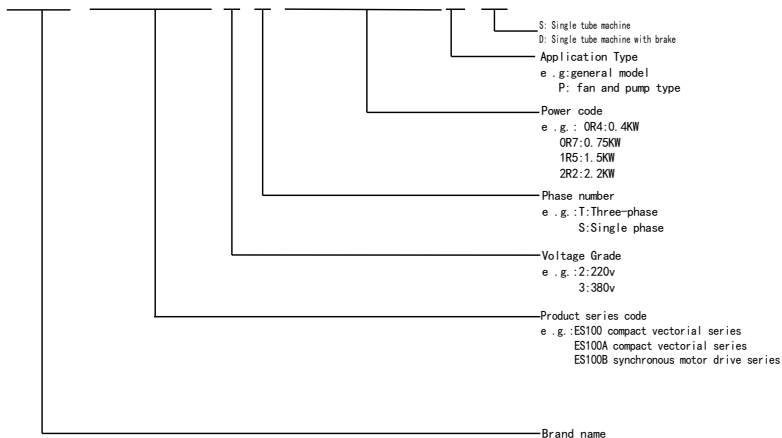 S: Single tube machine
D: Single tube machine with brake
Application Type
e .g:general model
P: fan and pump type
Power code
e .g.: 0R4:0.4KW
0R7:0.75KW
1R5:1.5KW
2R2:2.2KW
Phase number
e .g.:T:Three-phase
S:Single phase
Voltage Grade
e .g.:2:220v
3:380v
Product series code
e .g.:ES100 compact vectorial series
ES100A compact vectorial series
ES100B synchronous motor drive series
Brand name